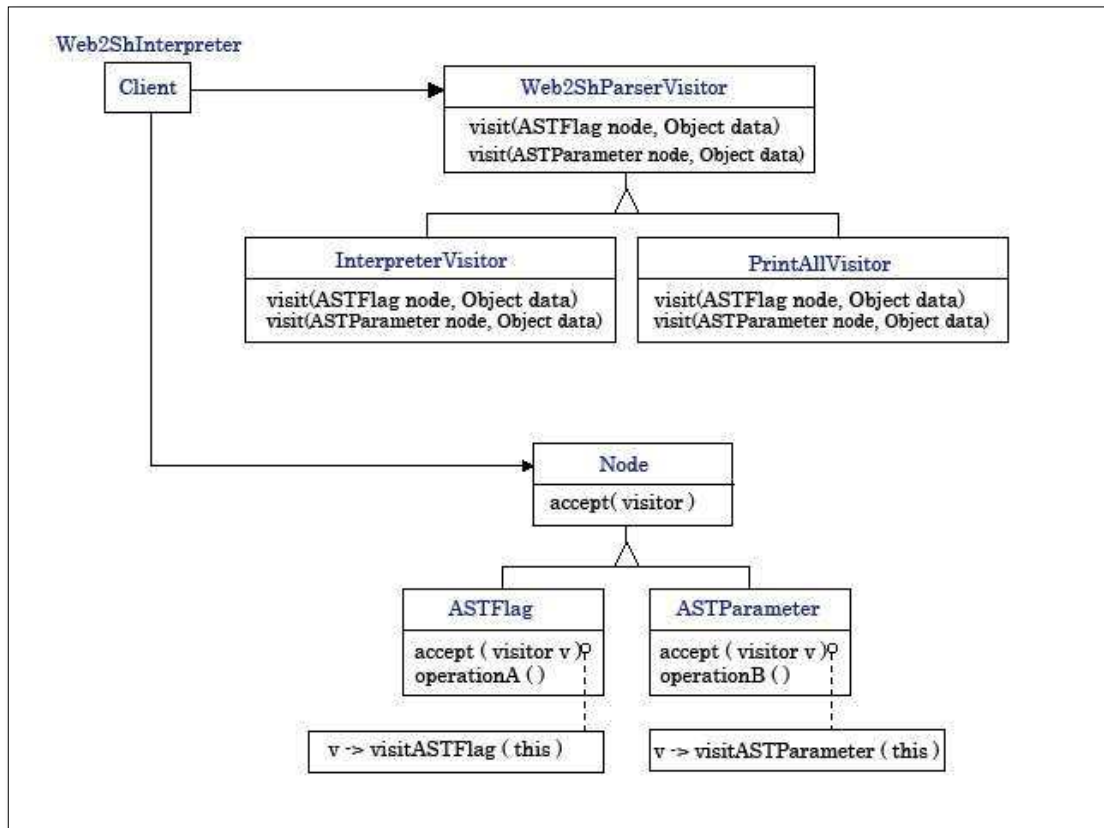 Web2ShInterpreter
Client
Web2ShParserVisitor
visit(ASTFlag node, Object data)
visit(ASTParameter node, Object data)
InterpreterVisitor
visit(ASTFlag node, Object data)
visit(ASTParameter node, Object data)
PrintAllVisitor
visit(ASTFlag node, Object data)
visit(ASTParameter node, Object data)
Node
accept( visitor )
ASTFlag
accept ( visitor v )
operationA ( )
ASTParameter
accept ( visitor v )
operationB ( )
v -> visitASTFlag ( this )
v -> visitASTParameter ( this )